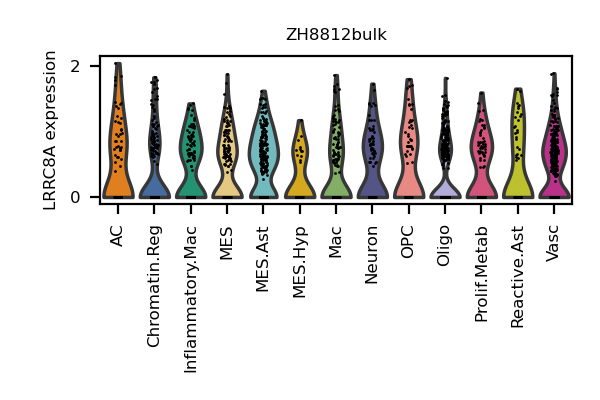 ZH8812bulk
LRRC8A expression
2
0
AC
Chromatin.Reg
Inflammatory.Mac
MES
MES.Ast
MES.Hyp
Mac
Neuron
OPC
Oligo
Prolif.Metab
Reactive.Ast
Vasc